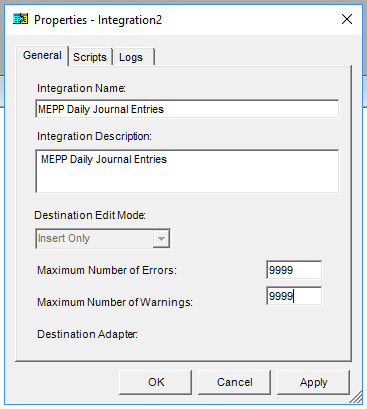 Properties - Integration2
General Scripts Logs
Integration Name:
MEPP Daily Journal Entries
Integration Description:
MEPP Daily Journal Entries
Destination Edit Mode:
Insert Only
Maximum Number of Errors: 9999
Maximum Number of Warnings: 9999
Destination Adapter:
OK Cancel Apply